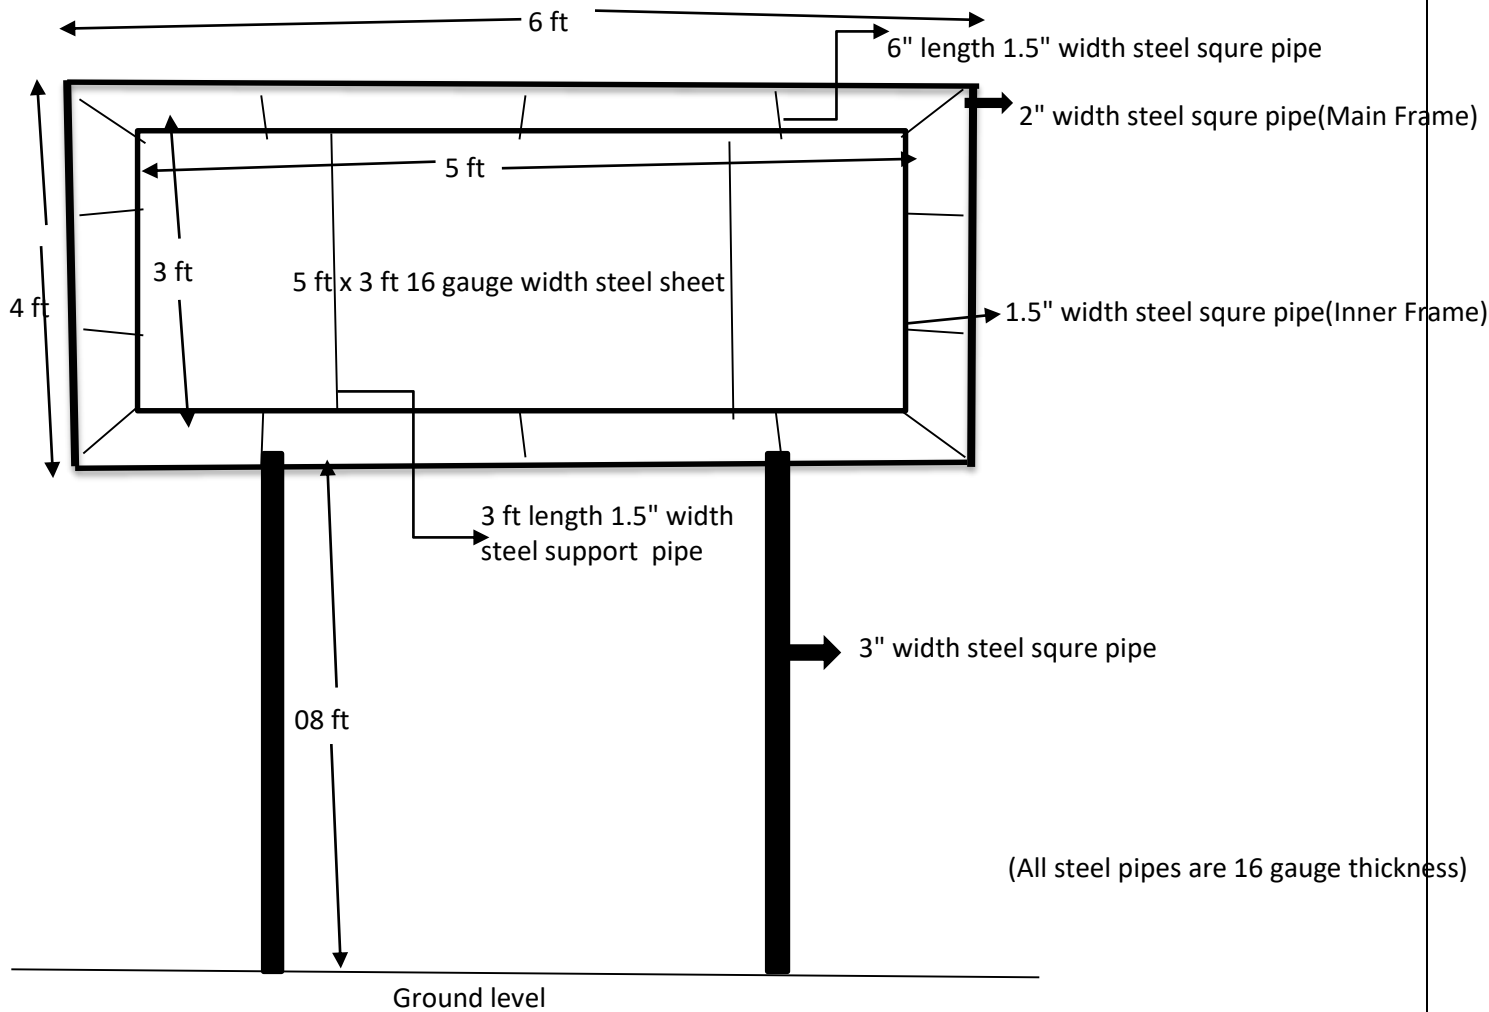 6 ft
6" length 1.5" width steel squre pipe
2" width steel squre pipe(Main Frame)
5 ft
3 ft
5 ft x 3 ft 16 gauge width steel sheet
4 ft
1.5" width steel squre pipe(Inner Frame)
3 ft length 1.5" width
steel support  pipe
3" width steel squre pipe
08 ft
(All steel pipes are 16 gauge thickness)
Ground level